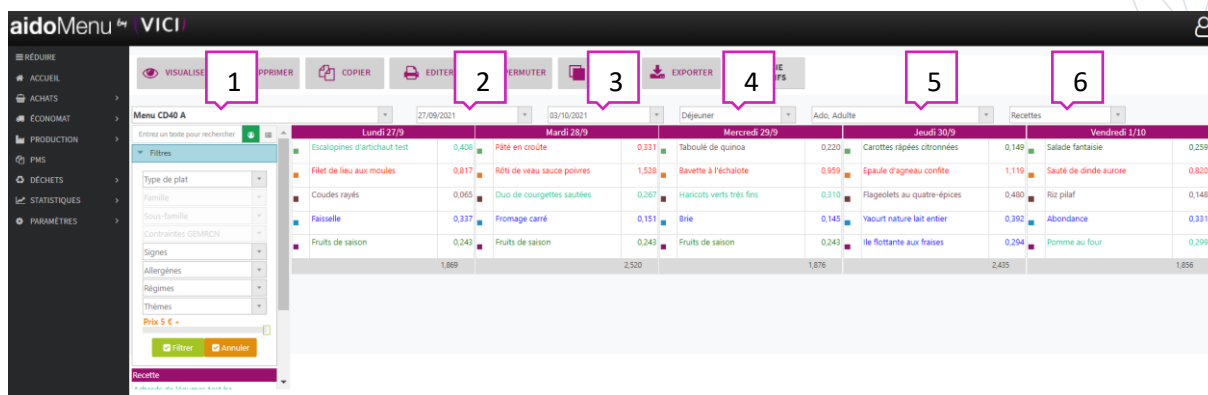 aidoMenu by (VICI)
RÉDUIRE
ACCUEIL
ACHATS
ÉCONOMAT
PRODUCTION
PMS
DÉCHETS
STATISTIQUES
PARAMÈTRES
VISUALISE PPRIMER COPIER EDITER ERMUTER EXPORTER IE
IFS
1 2 3 4 5 6
Menu CD40 A 27/09/2021 03/10/2021 Déjeuner Ado, Adulte Recettes
Entrez un texte pour rechercher
Filtres
Type de plat
Famille
Sous-famille
Contraintes GEMRCN
Signes
Allergènes
Régimes
Thèmes
Prix 5 € -
Filtrer Annuler
Recette
Lundi 27/9 Mardi 28/9 Mercredi 29/9 Jeudi 30/9 Vendredi 1/10
Escalopines d'artichaut test 0,408 Pâté en croûte 0,331 Taboulé de quinoa 0,220 Carottes râpées citronnées 0,149 Salade fantaisie 0,259
Filet de lieu aux moules 0,817 Rôti de veau sauce poivres 1,528 Bavette à l'échalote 0,959 Epaule d'agneau confite 1,119 Sauté de dinde aurore 0,820
Coudes rayés 0,065 Duo de courgettes sautées 0,267 Haricots verts très fins 0,310 Flageolets au quatre-épices 0,480 Riz pilaf 0,148
Faisselle 0,337 Fromage carré 0,151 Brie 0,145 Yaourt nature lait entier 0,392 Abondance 0,331
Fruits de saison 0,243 Fruits de saison 0,243 Fruits de saison 0,243 Ile flottante aux fraises 0,294 Pomme au four 0,299
1,869 2,520 1,876 2,435 1,856